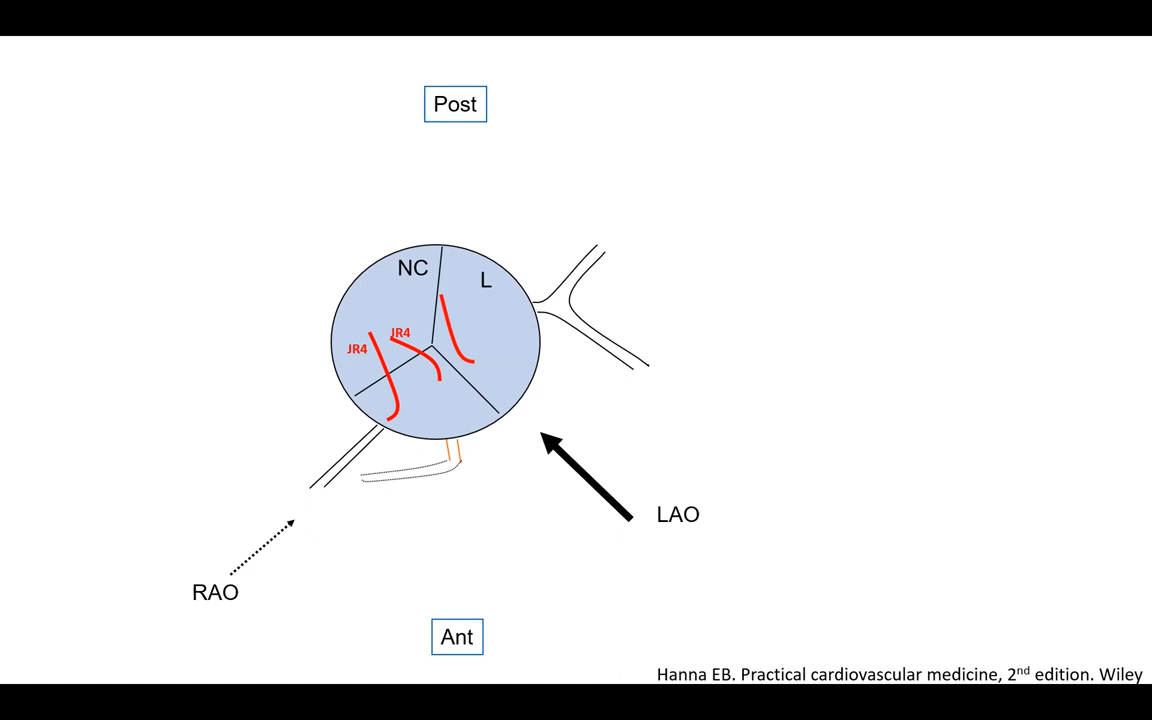 Post
NC
L
JR4
JR4
LAO
RAO
Ant
Hanna EB. Practical cardiovascular medicine, 2nd edition. Wiley